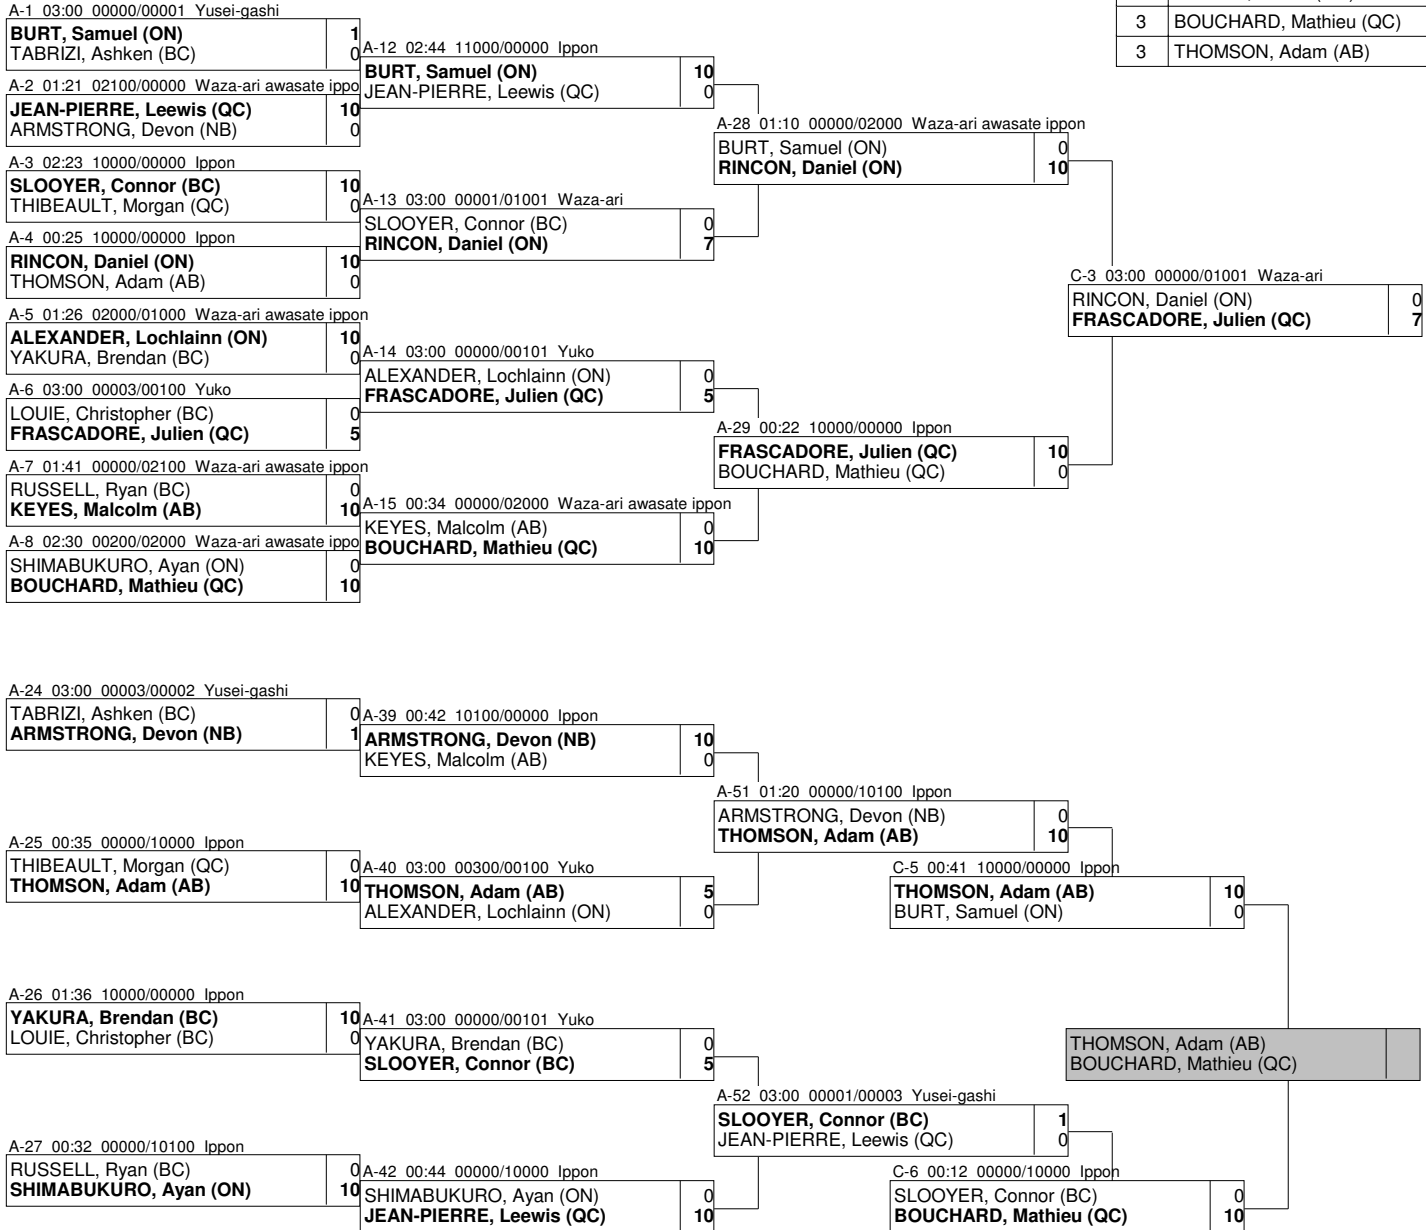 A-1 03:00 00000/00001 Yusei-gashi
BURT, Samuel (ON) 1
TABRIZI, Ashken (BC) 0
A-2 01:21 02100/00000 Waza-ari awasate ippo
JEAN-PIERRE, Leewis (QC) 10
ARMSTRONG, Devon (NB) 0
A-3 02:23 10000/00000 Ippon
SLOOYER, Connor (BC) 10
THIBEAULT, Morgan (QC) 0
A-4 00:25 10000/00000 Ippon
RINCON, Daniel (ON) 10
THOMSON, Adam (AB) 0
A-5 01:26 02000/01000 Waza-ari awasate ippon
ALEXANDER, Lochlainn (ON) 10
YAKURA, Brendan (BC) 0
A-6 03:00 00003/00100 Yuko
LOUIE, Christopher (BC) 0
FRASCADORE, Julien (QC) 5
A-7 01:41 00000/02100 Waza-ari awasate ippon
RUSSELL, Ryan (BC) 0
KEYES, Malcolm (AB) 10
A-8 02:30 00200/02000 Waza-ari awasate ippo
SHIMABUKURO, Ayan (ON) 0
BOUCHARD, Mathieu (QC) 10
A-12 02:44 11000/00000 Ippon
BURT, Samuel (ON) 10
JEAN-PIERRE, Leewis (QC) 0
A-13 03:00 00001/01001 Waza-ari
SLOOYER, Connor (BC) 0
RINCON, Daniel (ON) 7
A-14 03:00 00000/00101 Yuko
ALEXANDER, Lochlainn (ON) 0
FRASCADORE, Julien (QC) 5
A-15 00:34 00000/02000 Waza-ari awasate ippon
KEYES, Malcolm (AB) 0
BOUCHARD, Mathieu (QC) 10
A-28 01:10 00000/02000 Waza-ari awasate ippon
BURT, Samuel (ON) 0
RINCON, Daniel (ON) 10
A-29 00:22 10000/00000 Ippon
FRASCADORE, Julien (QC) 10
BOUCHARD, Mathieu (QC) 0
3 BOUCHARD, Mathieu (QC)
3 THOMSON, Adam (AB)
C-3 03:00 00000/01001 Waza-ari
RINCON, Daniel (ON) 0
FRASCADORE, Julien (QC) 7
A-24 03:00 00003/00002 Yusei-gashi
TABRIZI, Ashken (BC) 0
ARMSTRONG, Devon (NB) 1
A-25 00:35 00000/10000 Ippon
THIBEAULT, Morgan (QC) 0
THOMSON, Adam (AB) 10
A-26 01:36 10000/00000 Ippon
YAKURA, Brendan (BC) 10
LOUIE, Christopher (BC) 0
A-27 00:32 00000/10100 Ippon
RUSSELL, Ryan (BC) 0
SHIMABUKURO, Ayan (ON) 10
A-39 00:42 10100/00000 Ippon
ARMSTRONG, Devon (NB) 10
KEYES, Malcolm (AB) 0
A-40 03:00 00300/00100 Yuko
THOMSON, Adam (AB) 5
ALEXANDER, Lochlainn (ON) 0
A-41 03:00 00000/00101 Yuko
YAKURA, Brendan (BC) 0
SLOOYER, Connor (BC) 5
A-42 00:44 00000/10000 Ippon
SHIMABUKURO, Ayan (ON) 0
JEAN-PIERRE, Leewis (QC) 10
A-51 01:20 00000/10100 Ippon
ARMSTRONG, Devon (NB) 0
THOMSON, Adam (AB) 10
A-52 03:00 00001/00003 Yusei-gashi
SLOOYER, Connor (BC) 1
JEAN-PIERRE, Leewis (QC) 0
C-5 00:41 10000/00000 Ippon
THOMSON, Adam (AB) 10
BURT, Samuel (ON) 0
C-6 00:12 00000/10000 Ippon
SLOOYER, Connor (BC) 0
BOUCHARD, Mathieu (QC) 10
THOMSON, Adam (AB)
BOUCHARD, Mathieu (QC)